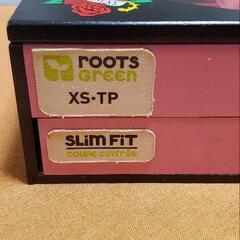 ROOTS
GREEN
XS•TP
SLIM FIT
COUPE CINTRÉE